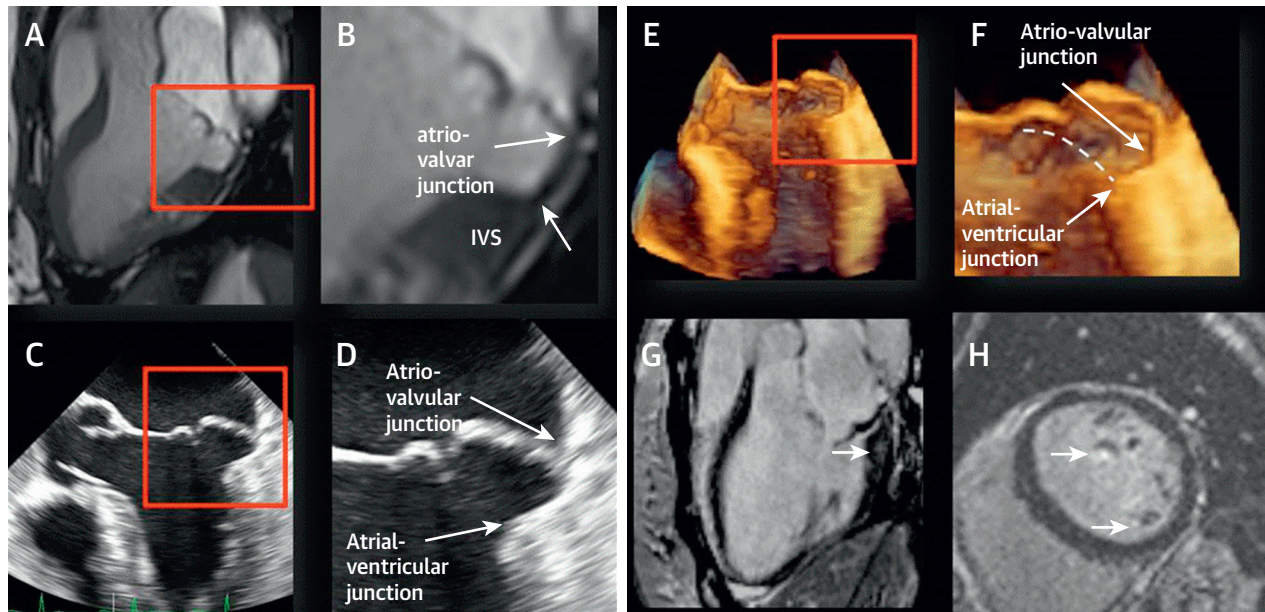 A
B
atrio-
valvar
junction
IVS
C
D
Atrio-
valvular
junction
Atrial-
ventricular
junction
E
F
Atrio-valvular
junction
Atrial-
ventricular
junction
G
H